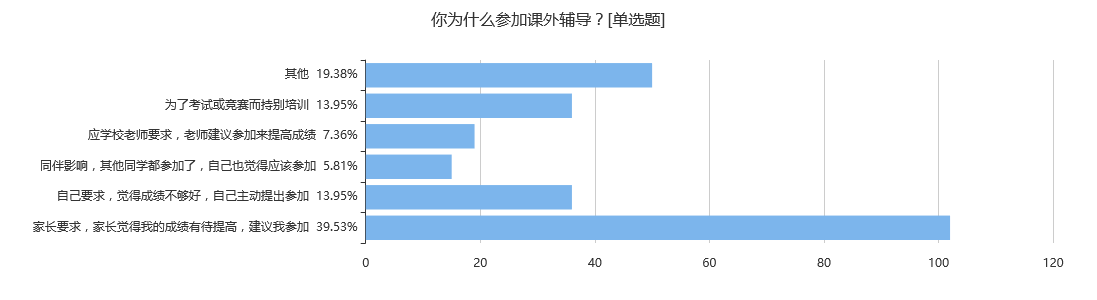 你为什么参加课外辅导？[单选题]
其他 19.38%
为了考试或竞赛而持别培训 13.95%
应学校老师要求，老师建议参加来提高成绩 7.36%
同伴影响，其他同学都参加了，自己也觉得应该参加 5.81%
自己要求，觉得成绩不够好，自己主动提出参加 13.95%
家长要求，家长觉得我的成绩有待提高，建议我参加 39.53%
0 20 40 60 80 100 120